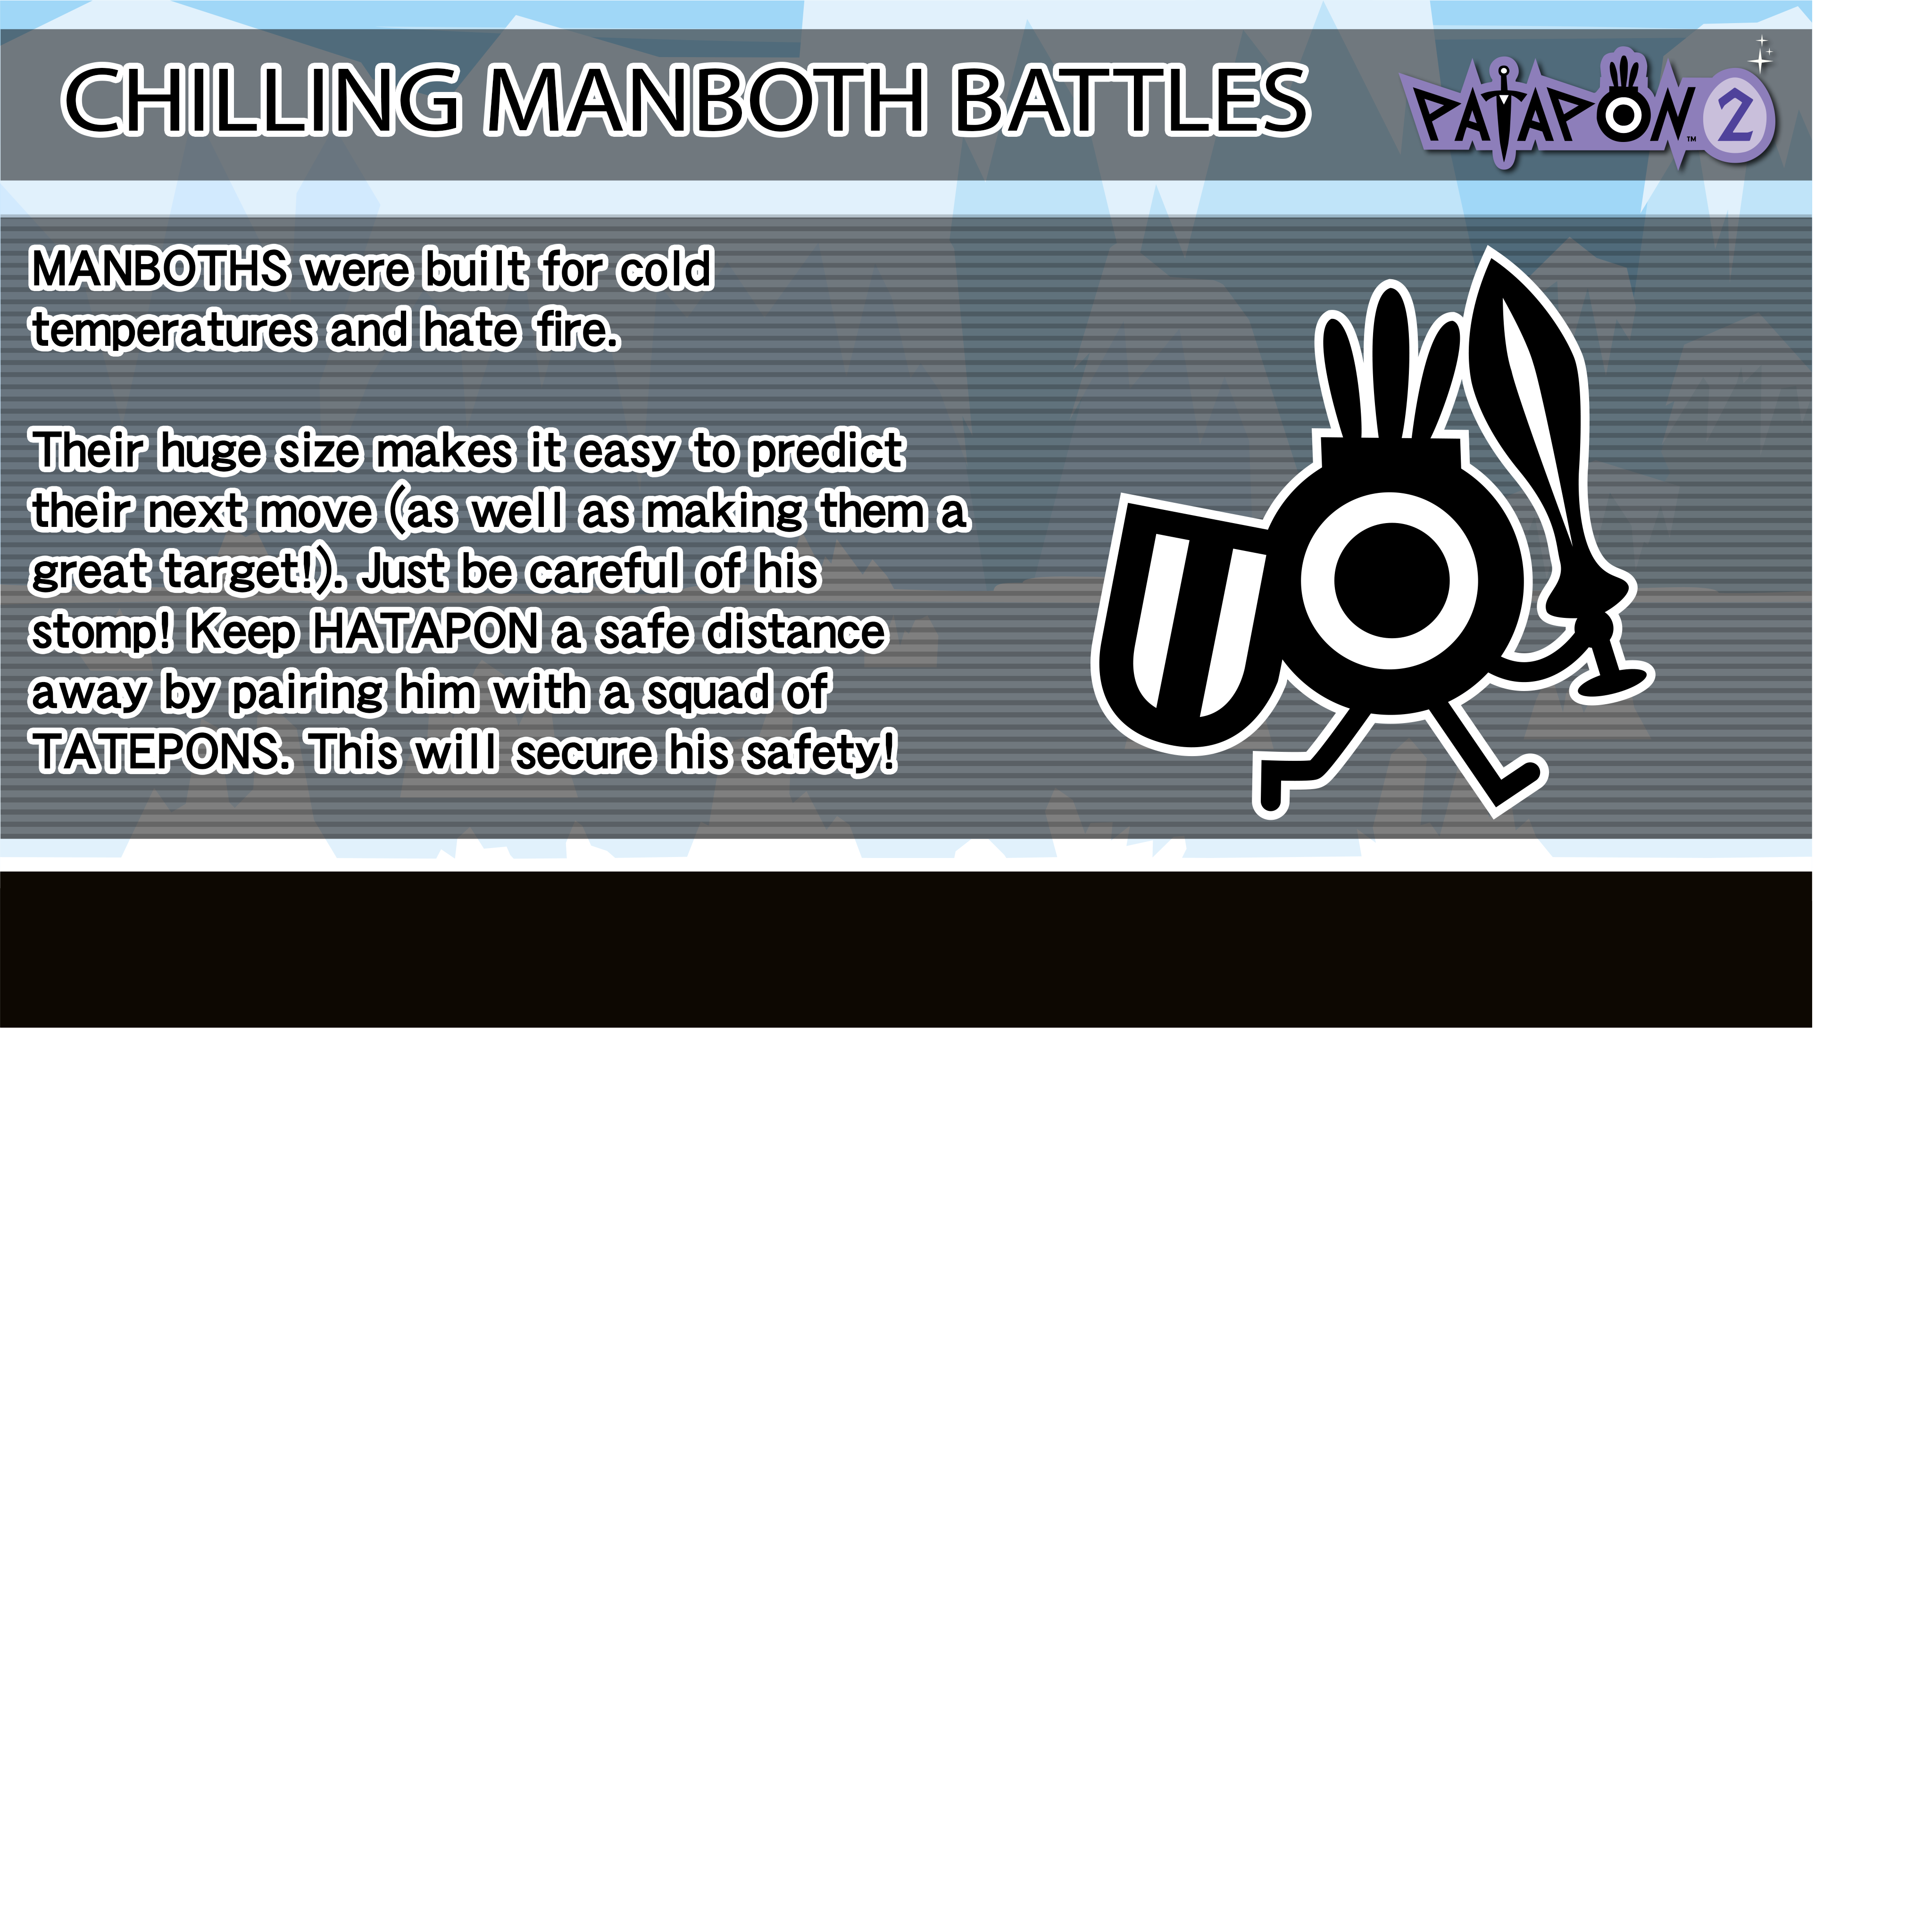 CHILLING MANBOTH BATTLES
PATAPON™ 2
MANBOTHS were built for cold
temperatures and hate fire.
Their huge size makes it easy to predict
their next move (as well as making them a
great target!). Just be careful of his
stomp! Keep HATAPON a safe distance
away by pairing him with a squad of
TATEPONS. This will secure his safety!